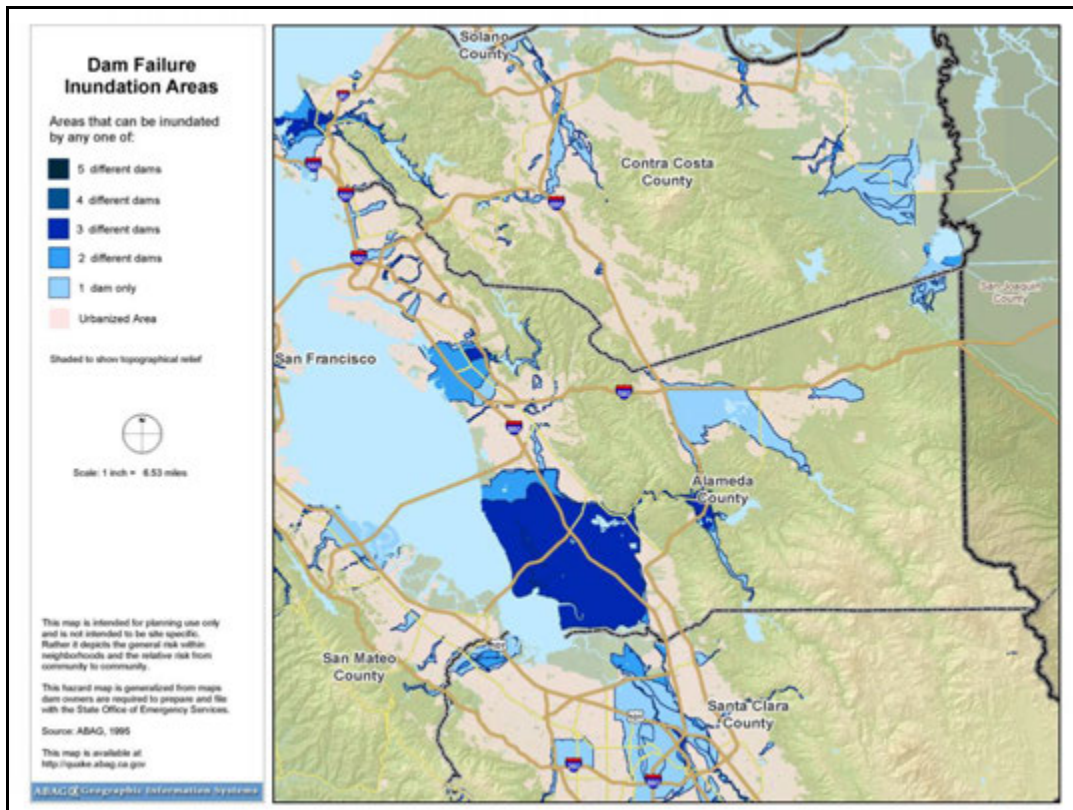 Dam Failure
Inundation Areas
Areas that can be inundated
by any one of:
5 different dams
4 different dams
3 different dams
2 different dams
1 dam only
Urbanized Area
Shaded to show topographical relief
Scale: 1 inch = 6.53 miles
This map is intended for planning use only
and is not intended to be site specific.
Rather it depicts the general risk within
neighborhoods and the relative risk from
community to community.
This hazard map is generalized from maps
dam owners are required to prepare and file
with the State Office of Emergency Services.
Source: ABAG, 1995
This map is available at
http://quake.abag.ca.gov
ABAG Geographic Information Systems
Solano
County
Contra Costa
County
San Joaquin
County
San Francisco
Alameda
County
San Mateo
County
Santa Clara
County